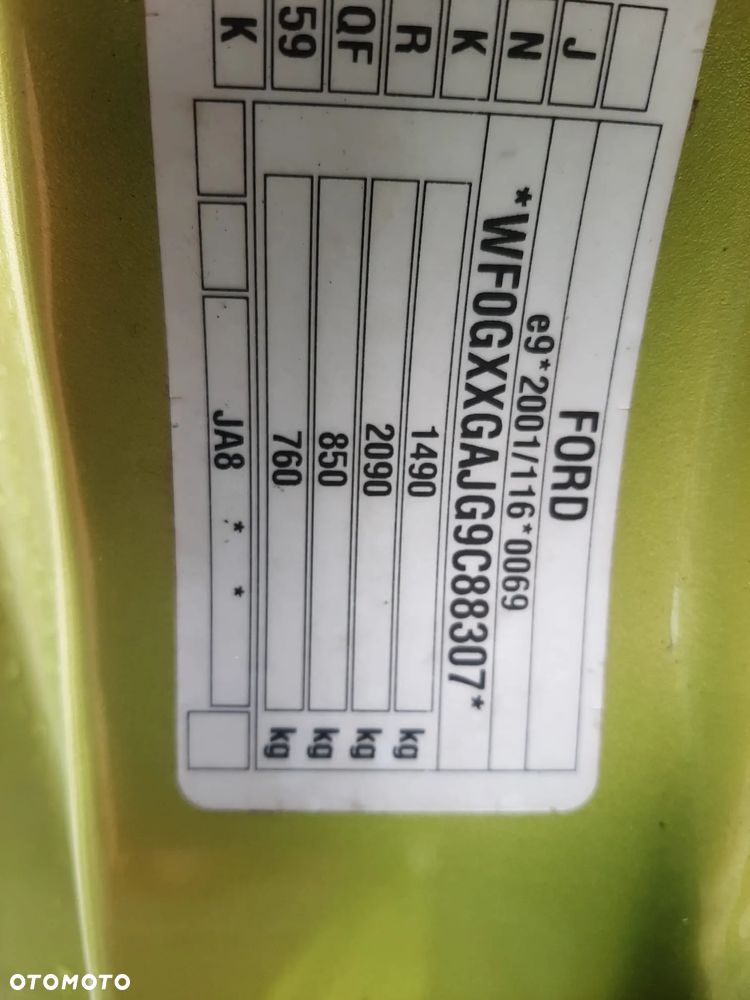 J
N
K
R
QF
59
K
FORD
e9*2001/116*0069
*WF0GXXGAJG9C88307*
1490 kg
2090 kg
850 kg
760 kg
JA8 * *
OTOMOTO